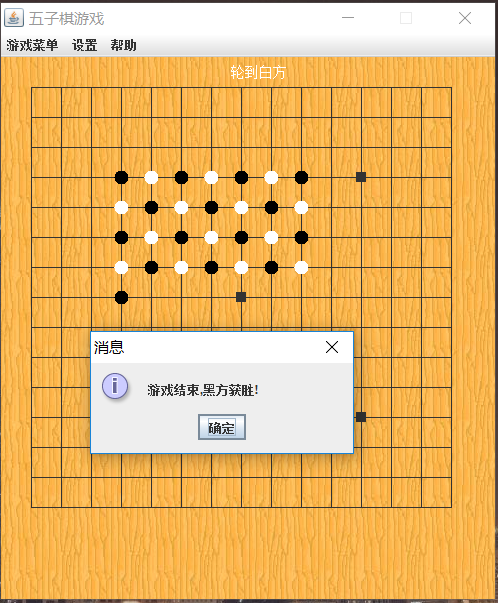 五子棋游戏
游戏菜单 设置 帮助
轮到白方
消息
游戏结束,黑方获胜!
确定